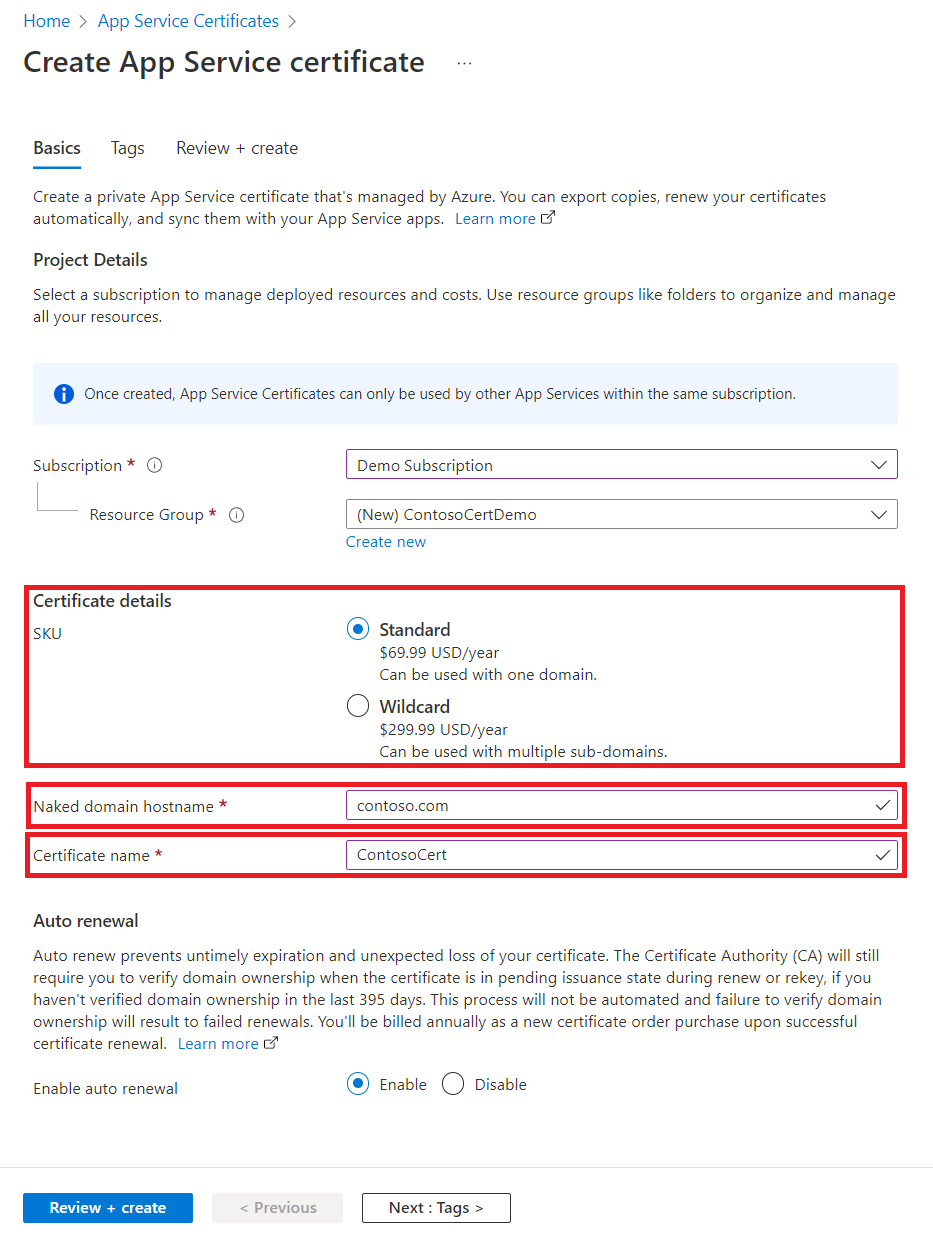 Home > App Service Certificates >
Create App Service certificate ...
Basics Tags Review + create
Create a private App Service certificate that's managed by Azure. You can export copies, renew your certificates
automatically, and sync them with your App Service apps. Learn more
Project Details
Select a subscription to manage deployed resources and costs. Use resource groups like folders to organize and manage
all your resources.
Once created, App Service Certificates can only be used by other App Services within the same subscription.
Subscription * Demo Subscription
Resource Group * (New) ContosoCertDemo
Create new
Certificate details
SKU Standard
$69.99 USD/year
Can be used with one domain.
Wildcard
$299.99 USD/year
Can be used with multiple sub-domains.
Naked domain hostname * contoso.com
Certificate name * ContosoCert
Auto renewal
Auto renew prevents untimely expiration and unexpected loss of your certificate. The Certificate Authority (CA) will still
require you to verify domain ownership when the certificate is in pending issuance state during renew or rekey, if you
haven't verified domain ownership in the last 395 days. This process will not be automated and failure to verify domain
ownership will result to failed renewals. You'll be billed annually as a new certificate order purchase upon successful
certificate renewal. Learn more
Enable auto renewal Enable Disable
Review + create < Previous Next : Tags >